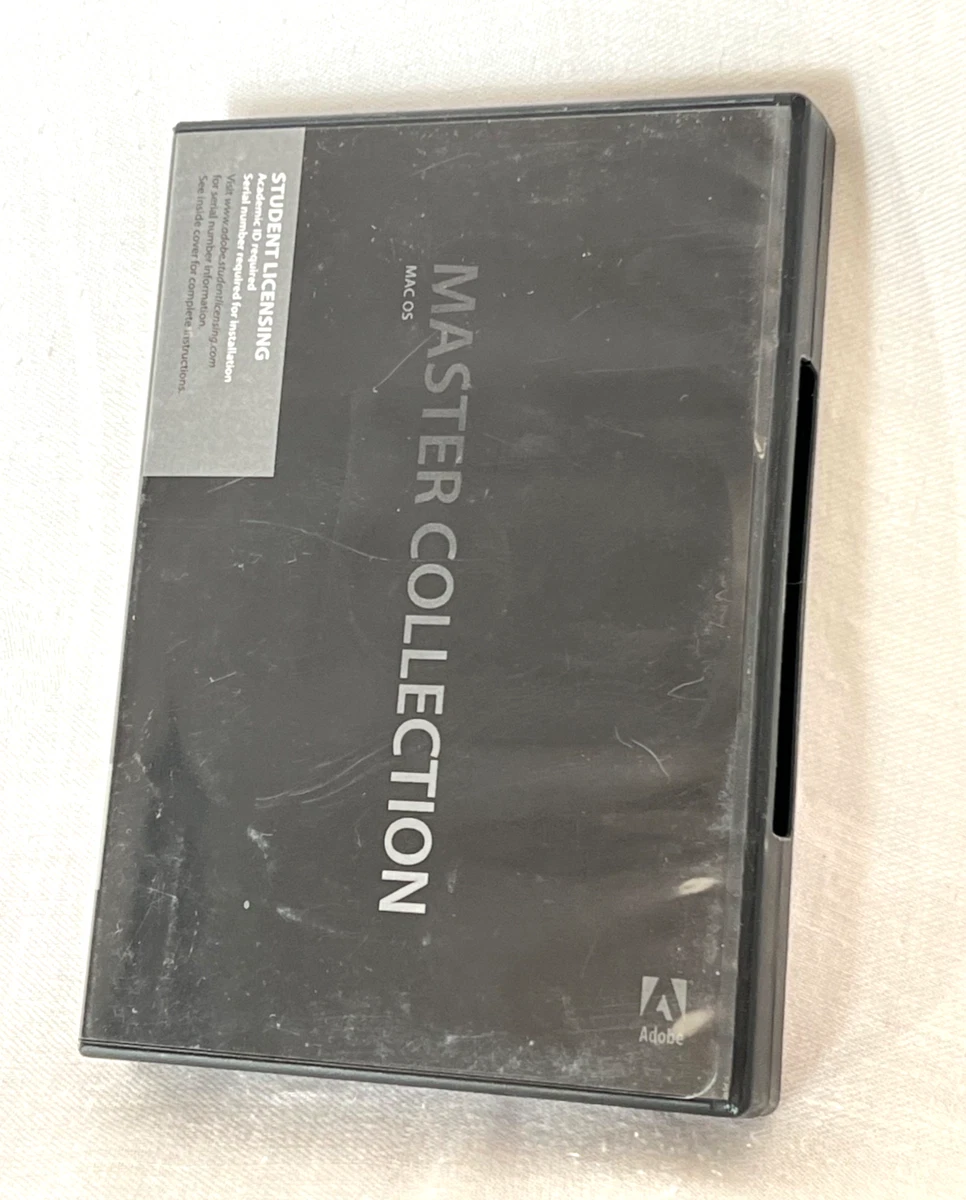 STUDENT LICENSING
Academic ID required
Serial number required for installation
Visit www.adobe.studentlicensing.com
for serial number information.
See inside cover for complete instructions.
MASTER COLLECTION
MAC OS
Adobe